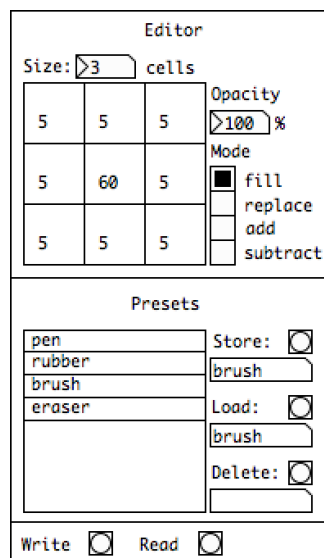 Editor
Size: 3 cells
5 5 5
5 60 5
5 5 5
Opacity
100 %
Mode
fill
replace
add
subtract
Presets
pen
rubber
brush
eraser
Store:
brush
Load:
brush
Delete:
Write Read